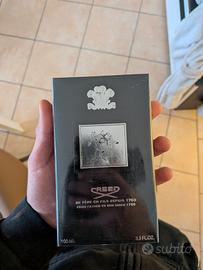 CREED
DE PÈRE EN FILS DEPUIS 1760
FROM FATHER TO SON SINCE 1760
100 ml
3.3 FL.OZ.
Subito